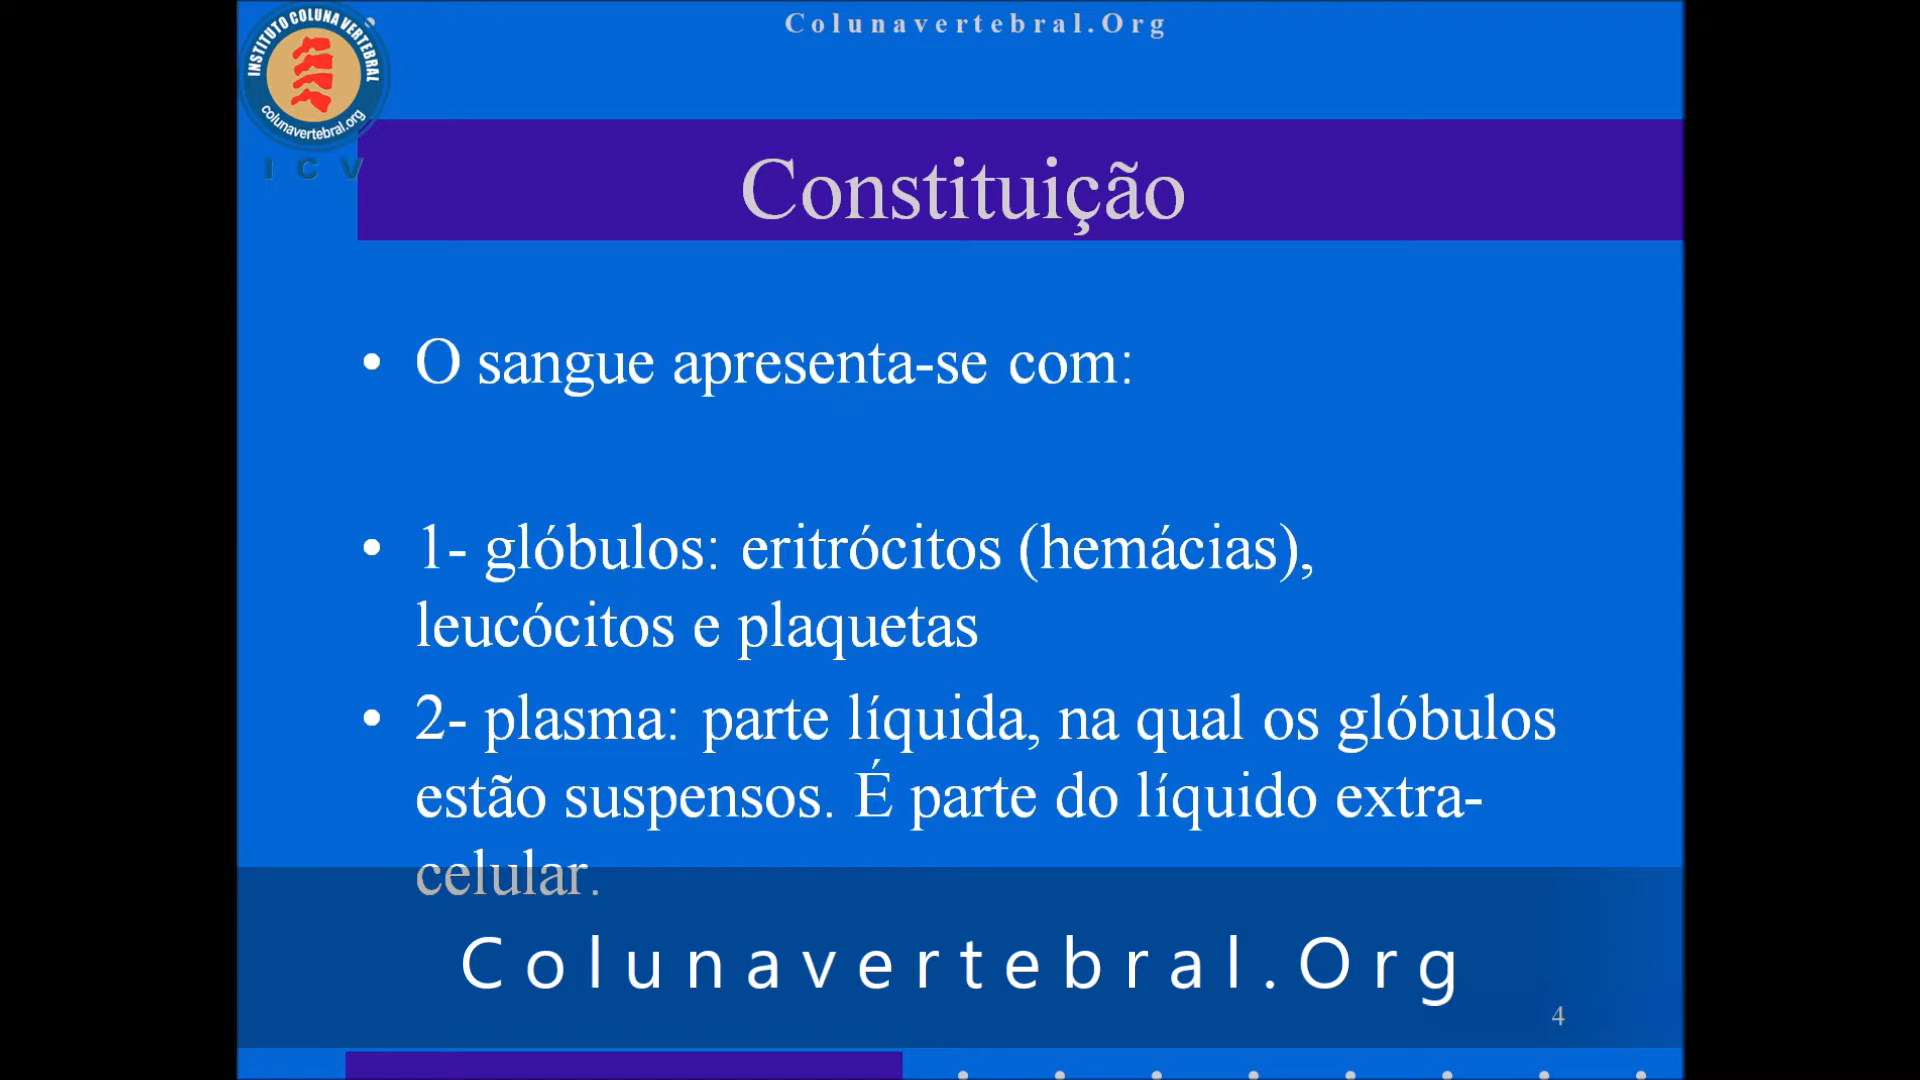 Colunavertebral.Org
INSTITUTO COLUNA VERTEBRAL
colunavertebral.org
I C V
Constituição
• O sangue apresenta-se com:
• 1- glóbulos: eritrócitos (hemácias),
leucócitos e plaquetas
• 2- plasma: parte líquida, na qual os glóbulos
estão suspensos. É parte do líquido extra-
celular.
Colunavertebral.Org
4